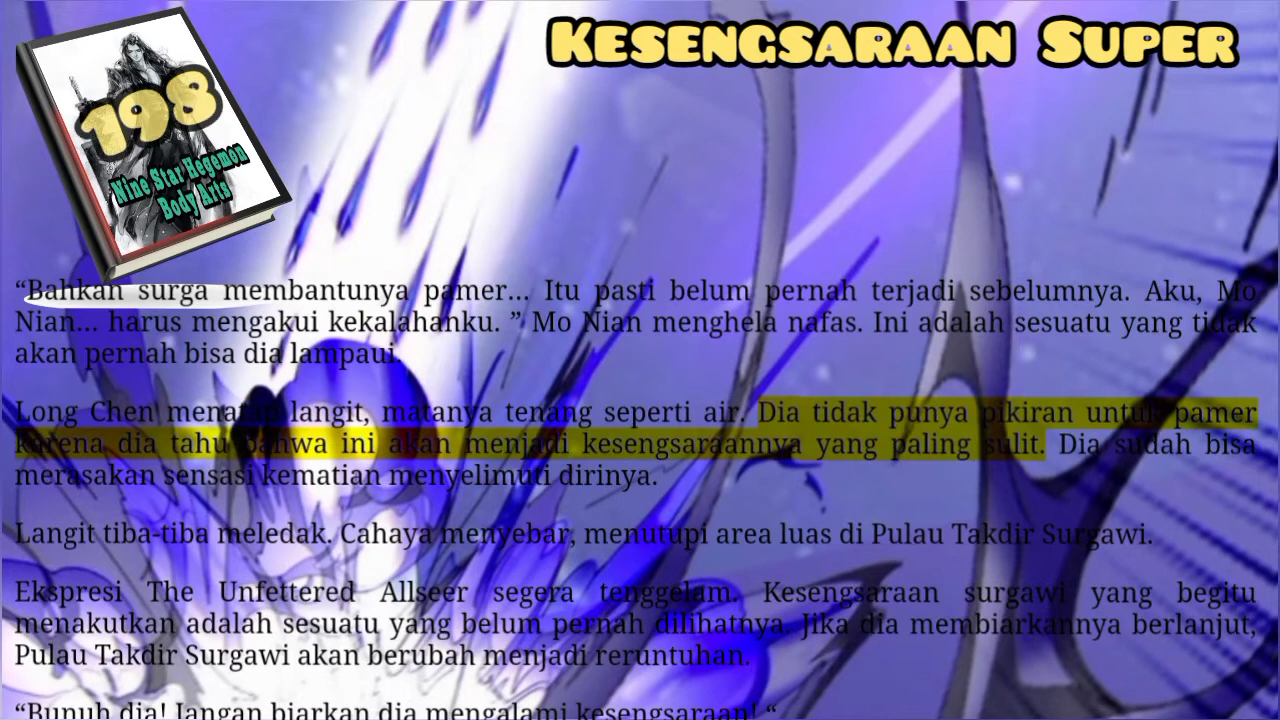 KESENGSARAAN SUPER
198
Nine Star Hegemon
Body Arts
“Bahkan surga membantunya pamer... Itu pasti belum pernah terjadi sebelumnya. Aku, Mo
Nian... harus mengakui kekalahanku. ” Mo Nian menghela nafas. Ini adalah sesuatu yang tidak
akan pernah bisa dia lampaui.
Long Chen menatap langit, matanya tenang seperti air. Dia tidak punya pikiran untuk pamer
karena dia tahu bahwa ini akan menjadi kesengsaraannya yang paling sulit. Dia sudah bisa
merasakan sensasi kematian menyelimuti dirinya.
Langit tiba-tiba meledak. Cahaya menyebar, menutupi area luas di Pulau Takdir Surgawi.
Ekspresi The Unfettered Allseer segera tenggelam. Kesengsaraan surgawi yang begitu
menakutkan adalah sesuatu yang belum pernah dilihatnya. Jika dia membiarkannya berlanjut,
Pulau Takdir Surgawi akan berubah menjadi reruntuhan.
“Bunuh dia! Jangan biarkan dia mengalami kesengsaraan! “